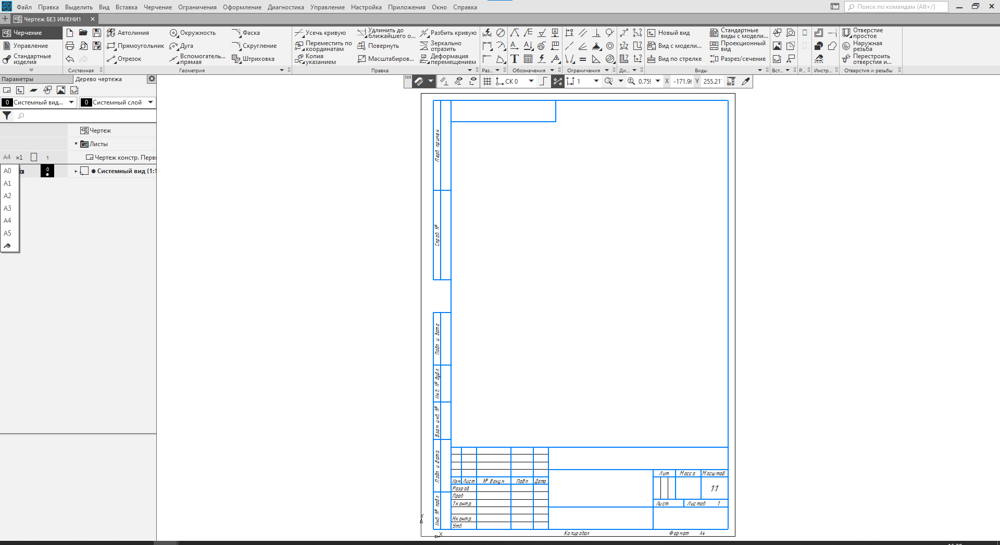 Файл Правка Выделить Вид Вставка Черчение Ограничения Оформление Диагностика Управление Настройка Приложения Окно Справка Поиск по командам (Alt+/)
Чертеж БЕЗ ИМЕНИ1
Черчение
Управление
Стандартные
изделия
Системная
Автолиния
Прямоугольник
Отрезок
Окружность
Дуга
Вспомогатель...
прямая
Фаска
Скругление
Штриховка
Геометрия
Усечь кривую
Переместить по
координатам
Копия
указанием
Удлинить до
ближайшего о...
Повернуть
Масштабиров...
Разбить кривую
Зеркально
отразить
Деформация
перемещением
Правка
Раз...
Обозначения
Ограничения
Ди...
Новый вид
Вид с модели...
Вид по стрелке
Стандартные
виды с модели...
Проекционный
вид
Разрез/сечение
Виды
Вст...
Р...
Инстр...
Отверстие
простое
Наружная
резьба
Перестроить
отверстия и...
Отверстия и резьбы
Параметры
Дерево чертежа
0 Системный вид...
0 Системный слой
СК 0
1
0.759
X -171.96
Y 255.21
Чертеж
Листы
A4 x1 1 Чертеж констр. Перви
0 Системный вид (1:1
A0
A1
A2
A3
A4
A5
Перв. примен.
Справ. №
Подп. и дата
Инв. № дубл.
Взам. инв. №
Подп. и дата
Инв. № подл.
Изм. Лист № докум. Подп. Дата
Разраб.
Пров.
Т.контр.
Н.контр.
Утв.
Лит. Масса Масштаб
1:1
Лист Листов 1
Копировал Формат A4
Y
X